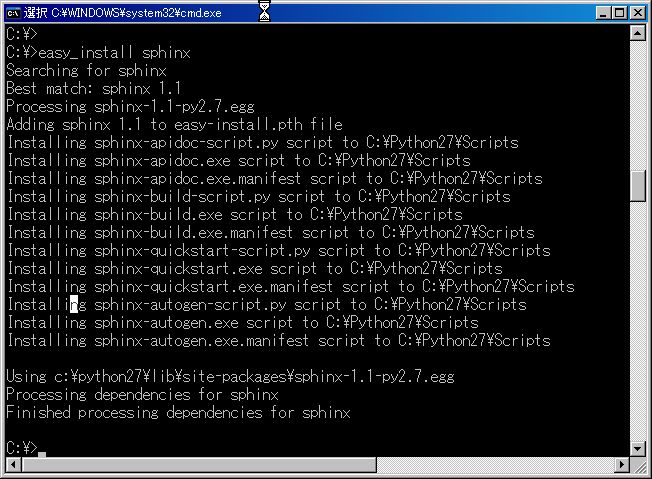 選択 C:¥WINDOWS¥system32¥cmd.exe
C:¥>
C:¥>easy_install sphinx
Searching for sphinx
Best match: sphinx 1.1
Processing sphinx-1.1-py2.7.egg
Adding sphinx 1.1 to easy-install.pth file
Installing sphinx-apidoc-script.py script to C:¥Python27¥Scripts
Installing sphinx-apidoc.exe script to C:¥Python27¥Scripts
Installing sphinx-apidoc.exe.manifest script to C:¥Python27¥Scripts
Installing sphinx-build-script.py script to C:¥Python27¥Scripts
Installing sphinx-build.exe script to C:¥Python27¥Scripts
Installing sphinx-build.exe.manifest script to C:¥Python27¥Scripts
Installing sphinx-quickstart-script.py script to C:¥Python27¥Scripts
Installing sphinx-quickstart.exe script to C:¥Python27¥Scripts
Installing sphinx-quickstart.exe.manifest script to C:¥Python27¥Scripts
Installing sphinx-autogen-script.py script to C:¥Python27¥Scripts
Installing sphinx-autogen.exe script to C:¥Python27¥Scripts
Installing sphinx-autogen.exe.manifest script to C:¥Python27¥Scripts
Using c:¥python27¥lib¥site-packages¥sphinx-1.1-py2.7.egg
Processing dependencies for sphinx
Finished processing dependencies for sphinx
C:¥>